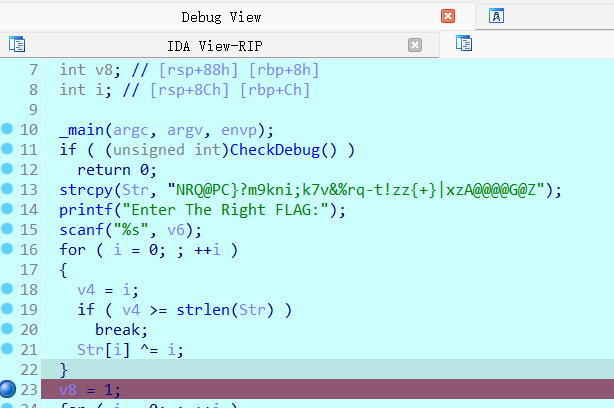 Debug View
IDA View-RIP
7 int v8; // [rsp+88h] [rbp+8h]
8 int i; // [rsp+8Ch] [rbp+Ch]
9
10 _main(argc, argv, envp);
11 if ( (unsigned int)CheckDebug() )
12 return 0;
13 strcpy(Str, "NRQ@PC}?m9kni;k7v&%rq-t!zz{+}|xzA@@@@G@Z");
14 printf("Enter The Right FLAG:");
15 scanf("%s", v6);
16 for ( i = 0; ; ++i )
17 {
18 v4 = i;
19 if ( v4 >= strlen(Str) )
20 break;
21 Str[i] ^= i;
22 }
23 v8 = 1;